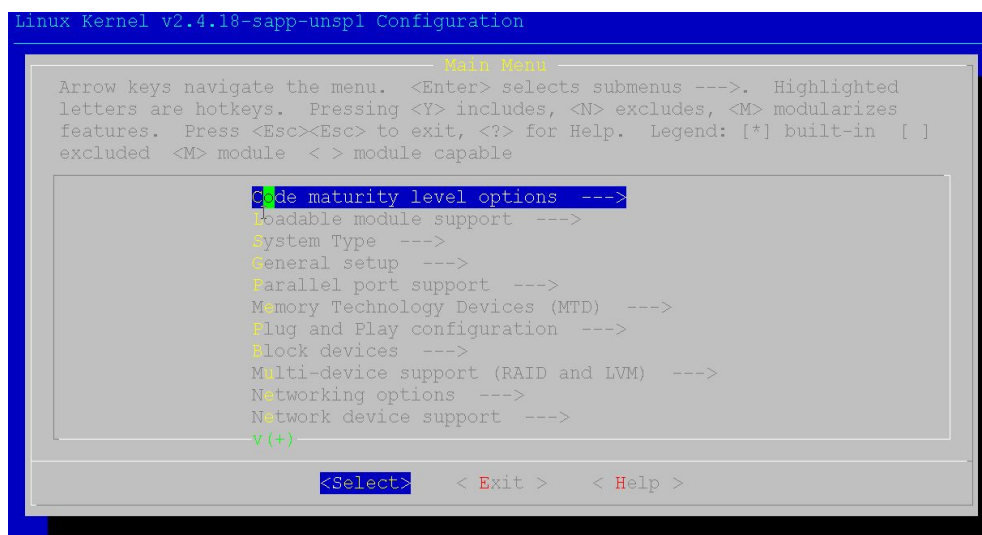 Linux Kernel v2.4.18-sapp-unsp1 Configuration
Main Menu
Arrow keys navigate the menu.  <Enter> selects submenus --->.  Highlighted
letters are hotkeys.  Pressing <Y> includes, <N> excludes, <M> modularizes
features.  Press <Esc><Esc> to exit, <?> for Help.  Legend: [*] built-in  [ ]
excluded  <M> module  < > module capable
Code maturity level options  --->
Loadable module support  --->
System Type  --->
General setup  --->
Parallel port support  --->
Memory Technology Devices (MTD)  --->
Plug and Play configuration  --->
Block devices  --->
Multi-device support (RAID and LVM)  --->
Networking options  --->
Network device support  --->
v(+)
<Select>    < Exit >    < Help >